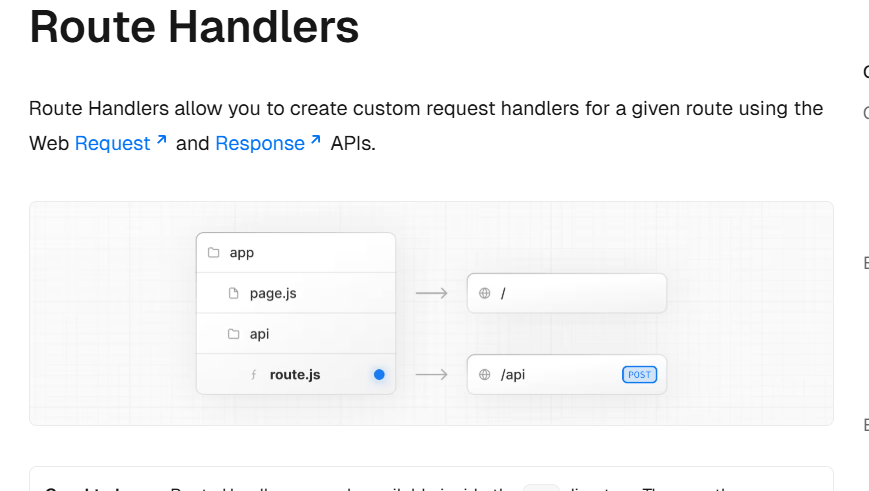 Route Handlers
Route Handlers allow you to create custom request handlers for a given route using the
Web Request ↗ and Response ↗ APIs.
app
page.js
/
api
route.js
/api
POST